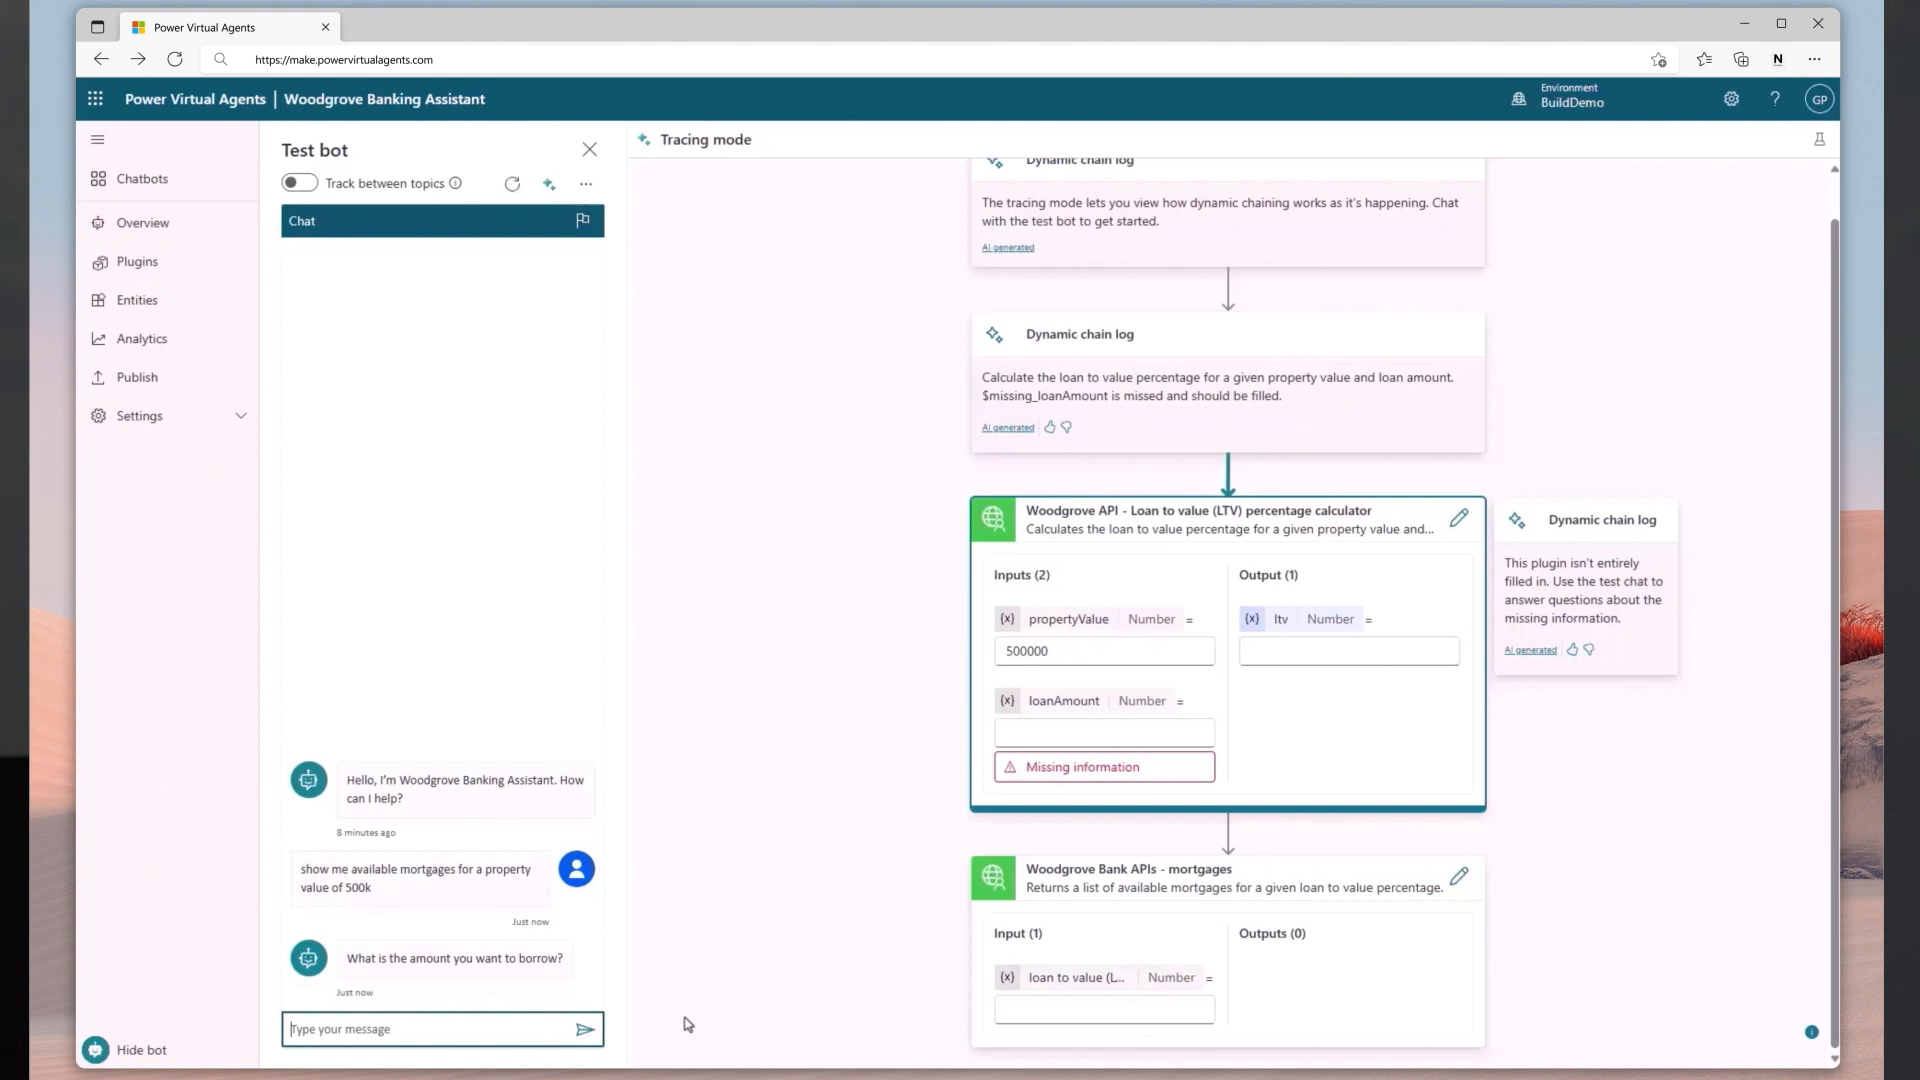 Power Virtual Agents
https://make.powervirtualagents.com
N
Power Virtual Agents | Woodgrove Banking Assistant
Environment
BuildDemo
?
GP
Chatbots
Overview
Plugins
Entities
Analytics
Publish
Settings
Hide bot
Test bot
Track between topics
Chat
Hello, I'm Woodgrove Banking Assistant. How
can I help?
8 minutes ago
show me available mortgages for a property
value of 500k
Just now
What is the amount you want to borrow?
Just now
Type your message
Tracing mode
Dynamic chain log
The tracing mode lets you view how dynamic chaining works as it's happening. Chat
with the test bot to get started.
AI generated
Dynamic chain log
Calculate the loan to value percentage for a given property value and loan amount.
$missing_loanAmount is missed and should be filled.
AI generated
Woodgrove API - Loan to value (LTV) percentage calculator
Calculates the loan to value percentage for a given property value and...
Inputs (2)
{x} propertyValue Number =
500000
{x} loanAmount Number =
Missing information
Output (1)
{x} ltv Number =
Dynamic chain log
This plugin isn't entirely
filled in. Use the test chat to
answer questions about the
missing information.
AI generated
Woodgrove Bank APIs - mortgages
Returns a list of available mortgages for a given loan to value percentage.
Input (1)
{x} loan to value (L... Number =
Outputs (0)